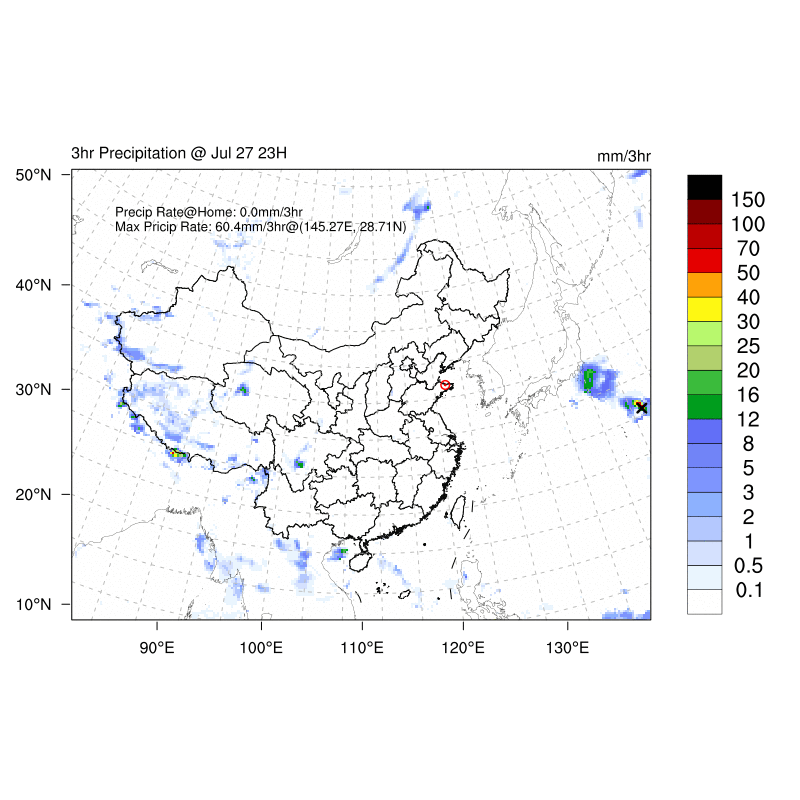 3hr Precipitation @ Jul 27 23H
mm/3hr
50°N
40°N
30°N
20°N
10°N
Precip Rate@Home: 0.0mm/3hr
Max Pricip Rate: 60.4mm/3hr@(145.27E, 28.71N)
90°E
100°E
110°E
120°E
130°E
150
100
70
50
40
30
25
20
16
12
8
5
3
2
1
0.5
0.1